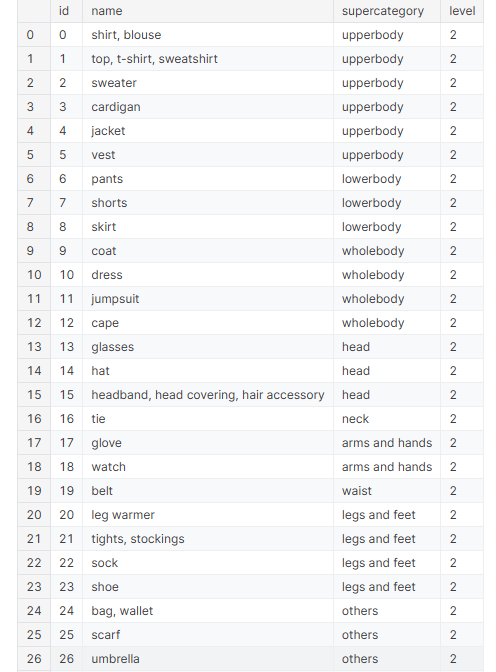 id name supercategory level
0 0 shirt, blouse upperbody 2
1 1 top, t-shirt, sweatshirt upperbody 2
2 2 sweater upperbody 2
3 3 cardigan upperbody 2
4 4 jacket upperbody 2
5 5 vest upperbody 2
6 6 pants lowerbody 2
7 7 shorts lowerbody 2
8 8 skirt lowerbody 2
9 9 coat wholebody 2
10 10 dress wholebody 2
11 11 jumpsuit wholebody 2
12 12 cape wholebody 2
13 13 glasses head 2
14 14 hat head 2
15 15 headband, head covering, hair accessory head 2
16 16 tie neck 2
17 17 glove arms and hands 2
18 18 watch arms and hands 2
19 19 belt waist 2
20 20 leg warmer legs and feet 2
21 21 tights, stockings legs and feet 2
22 22 sock legs and feet 2
23 23 shoe legs and feet 2
24 24 bag, wallet others 2
25 25 scarf others 2
26 26 umbrella others 2